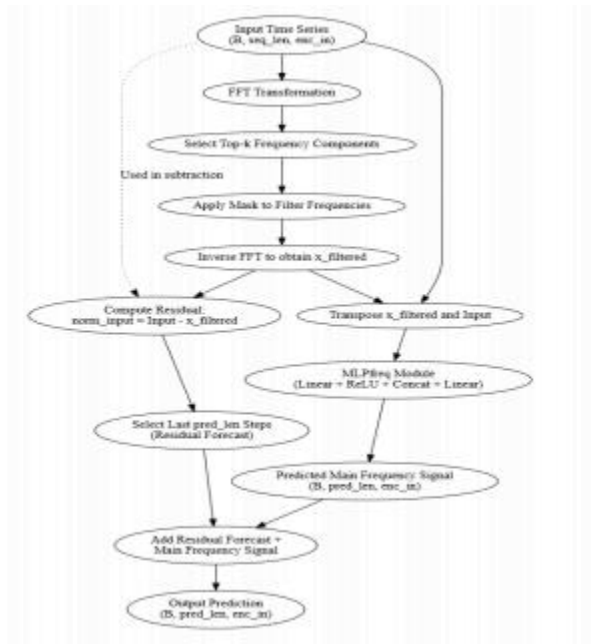 Input Time Series
(B, seq_len, enc_in)
FFT Transformation
Select Top-k Frequency Components
Used in subtraction
Apply Mask to Filter Frequencies
Inverse FFT to obtain x_filtered
Compute Residual:
norm_input = Input - x_filtered
Transpose x_filtered and Input
MLPfreq Module
(Linear + ReLU + Concat + Linear)
Select Last pred_len Steps
(Residual Forecast)
Predicted Main Frequency Signal
(B, pred_len, enc_in)
Add Residual Forecast +
Main Frequency Signal
Output Prediction
(B, pred_len, enc_in)